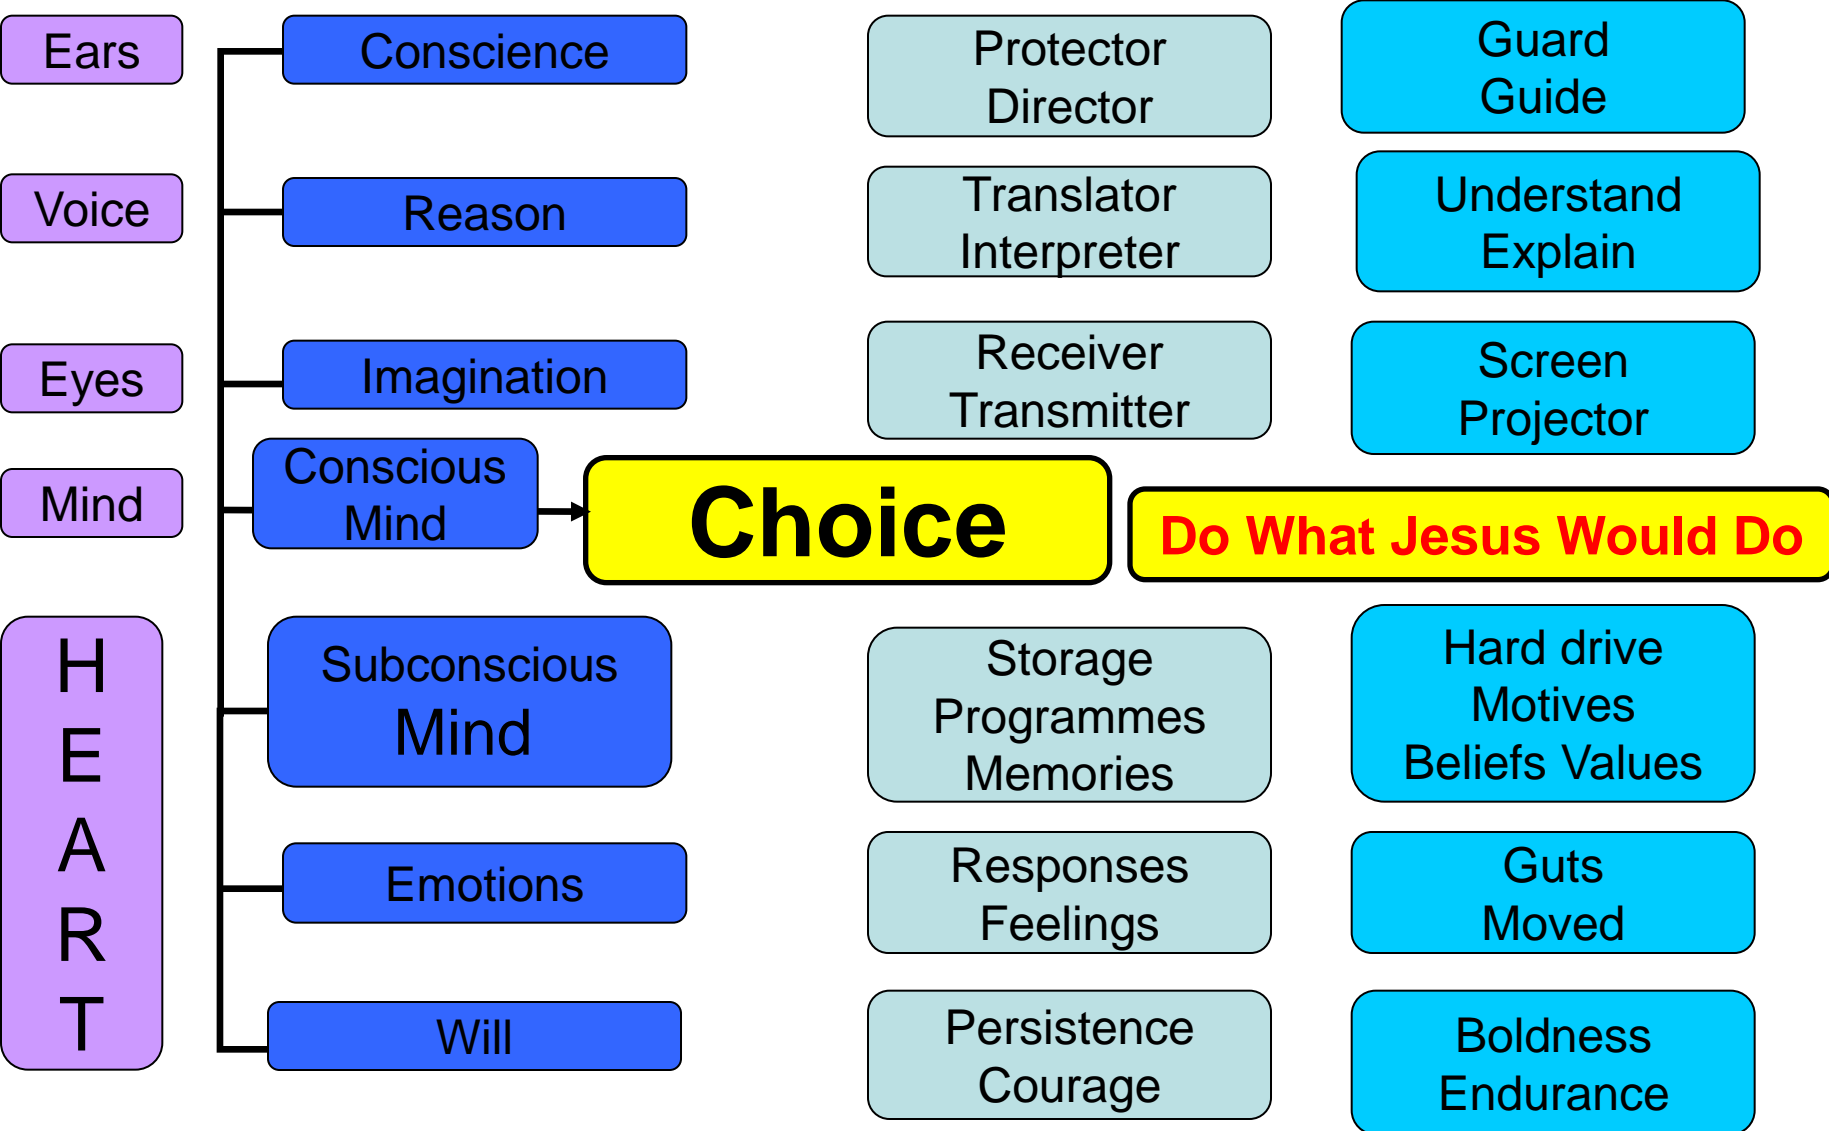 Ears
Conscience
Protector
Director
Guard
Guide
Voice
Reason
Translator
Interpreter
Understand
Explain
Eyes
Imagination
Receiver
Transmitter
Screen
Projector
Mind
Conscious
Mind
Choice
Do What Jesus Would Do
H
E
A
R
T
Subconscious
Mind
Storage
Programmes
Memories
Hard drive
Motives
Beliefs Values
Emotions
Responses
Feelings
Guts
Moved
Will
Persistence
Courage
Boldness
Endurance